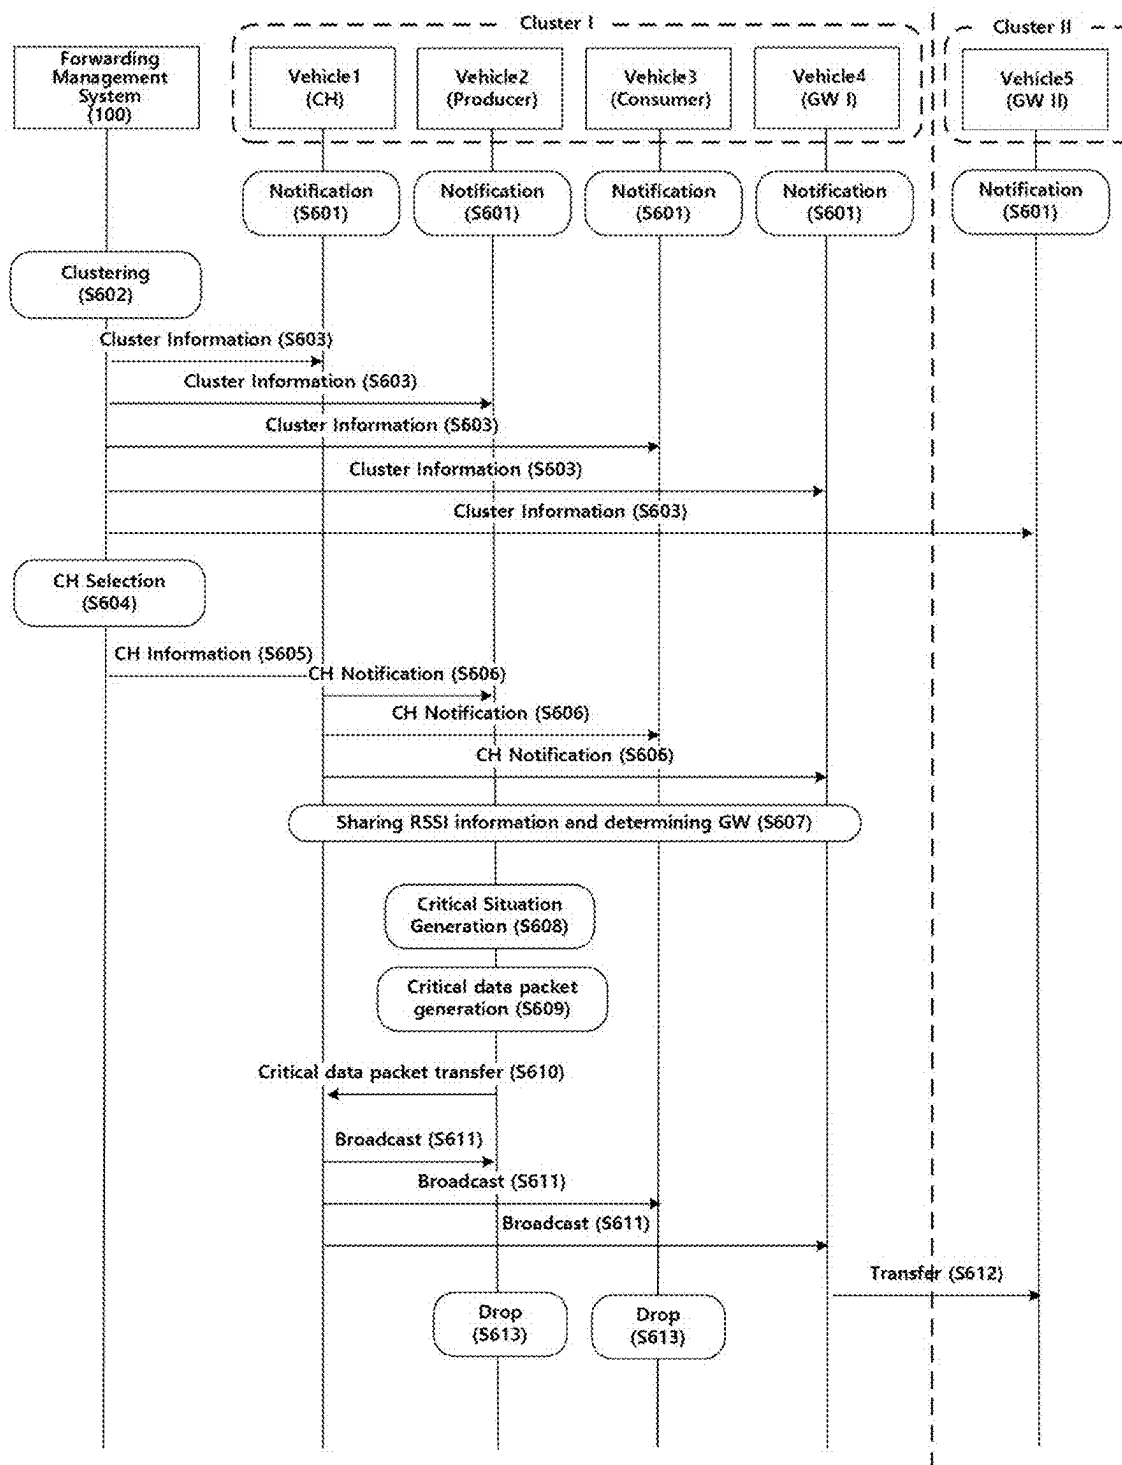 Cluster I
Cluster II
Forwarding
Management
System
(100)
Vehicle1
(CH)
Vehicle2
(Producer)
Vehicle3
(Consumer)
Vehicle4
(GW I)
Vehicle5
(GW II)
Notification
(S601)
Notification
(S601)
Notification
(S601)
Notification
(S601)
Notification
(S601)
Clustering
(S602)
Cluster Information (S603)
Cluster Information (S603)
Cluster Information (S603)
Cluster Information (S603)
Cluster Information (S603)
CH Selection
(S604)
CH Information (S605)
CH Notification (S606)
CH Notification (S606)
CH Notification (S606)
Sharing RSSI information and determining GW (S607)
Critical Situation
Generation (S608)
Critical data packet
generation (S609)
Critical data packet transfer (S610)
Broadcast (S611)
Broadcast (S611)
Broadcast (S611)
Transfer (S612)
Drop
(S613)
Drop
(S613)